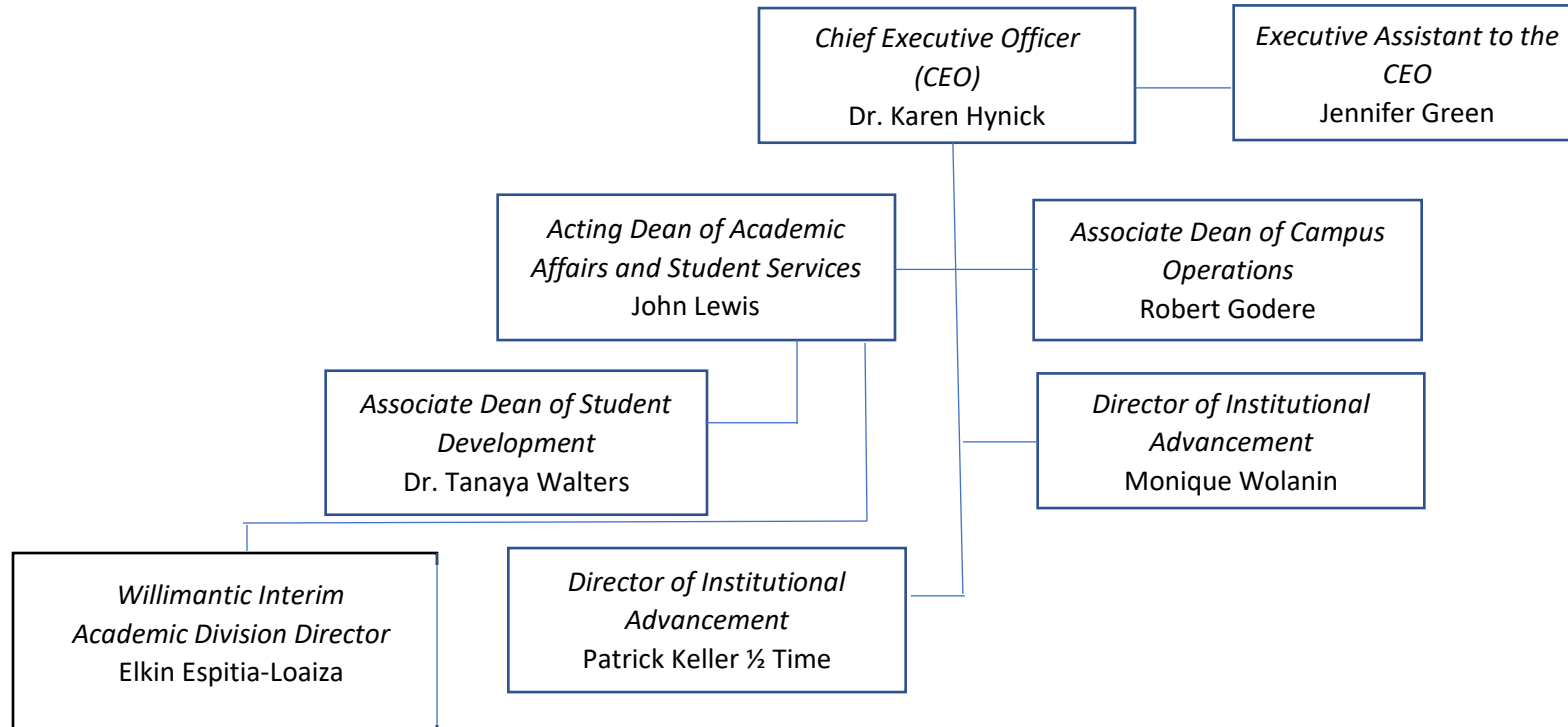 Chief Executive Officer
(CEO)
Dr. Karen Hynick
Executive Assistant to the
CEO
Jennifer Green
Acting Dean of Academic
Affairs and Student Services
John Lewis
Associate Dean of Campus
Operations
Robert Godere
Associate Dean of Student
Development
Dr. Tanaya Walters
Director of Institutional
Advancement
Monique Wolanin
Willimantic Interim
Academic Division Director
Elkin Espitia-Loaiza
Director of Institutional
Advancement
Patrick Keller ½ Time